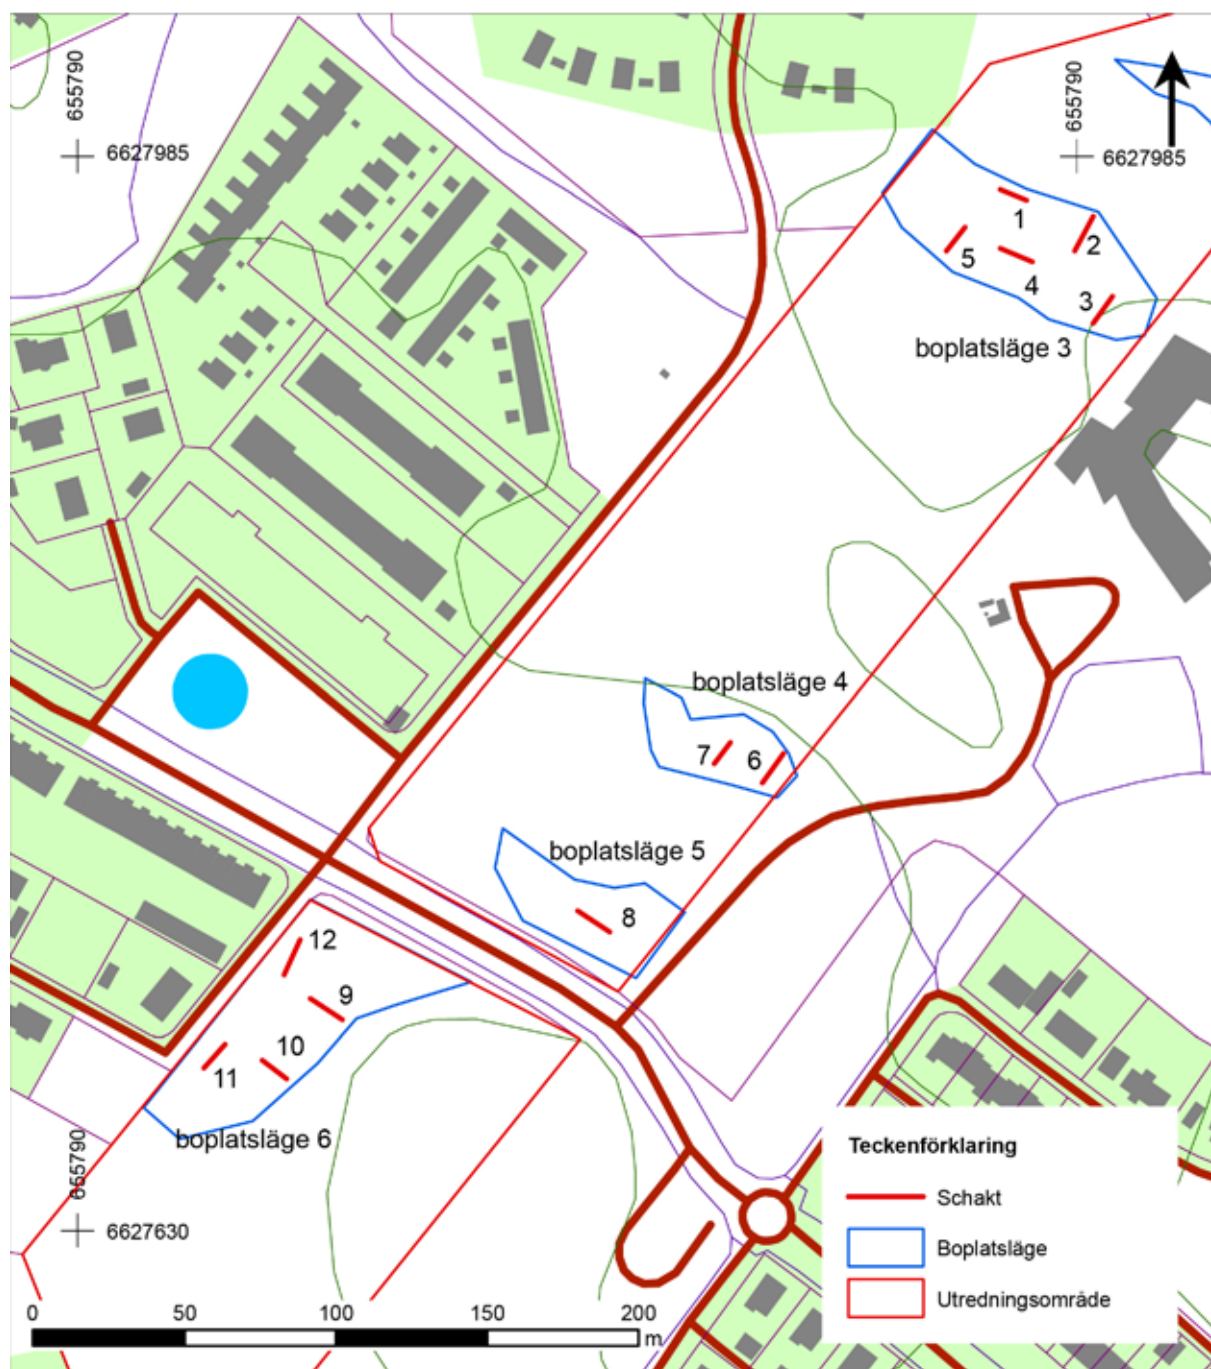 655790
6627985
655790
6627985
1
2
5
4
3
boplatsläge 3
boplatsläge 4
7
6
boplatsläge 5
8
12
9
10
11
boplatsläge 6
655790
6627630
Teckenförklaring
Schakt
Boplatsläge
Utredningsområde
0 50 100 150 200
m